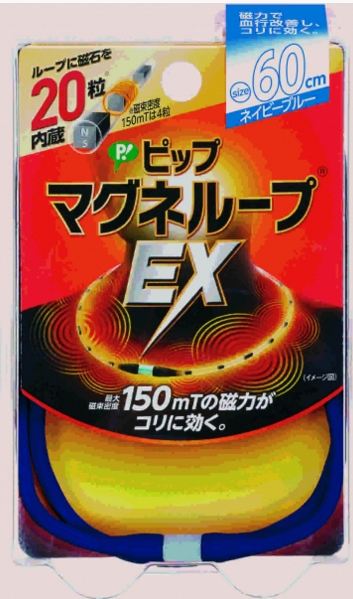 ループに磁石を
20粒※
内蔵
※磁束密度
150mTは4粒
N
S
磁力で
血行改善し、
コリに効く。
size 60cm
ネイビーブルー
P! ピップ
マグネループ®
EX
(イメージ図)
最大
磁束密度 150mTの磁力が
コリに効く。